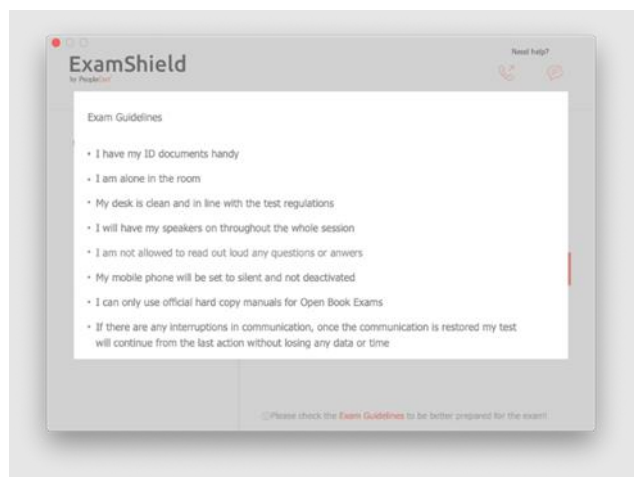 Need help?
ExamShield
by PeopleCert
Exam Guidelines
• I have my ID documents handy
• I am alone in the room
• My desk is clean and in line with the test regulations
• I will have my speakers on throughout the whole session
• I am not allowed to read out loud any questions or anwers
• My mobile phone will be set to silent and not deactivated
• I can only use official hard copy manuals for Open Book Exams
• If there are any interruptions in communication, once the communication is restored my test
will continue from the last action without losing any data or time
Please check the Exam Guidelines to be better prepared for the exam!